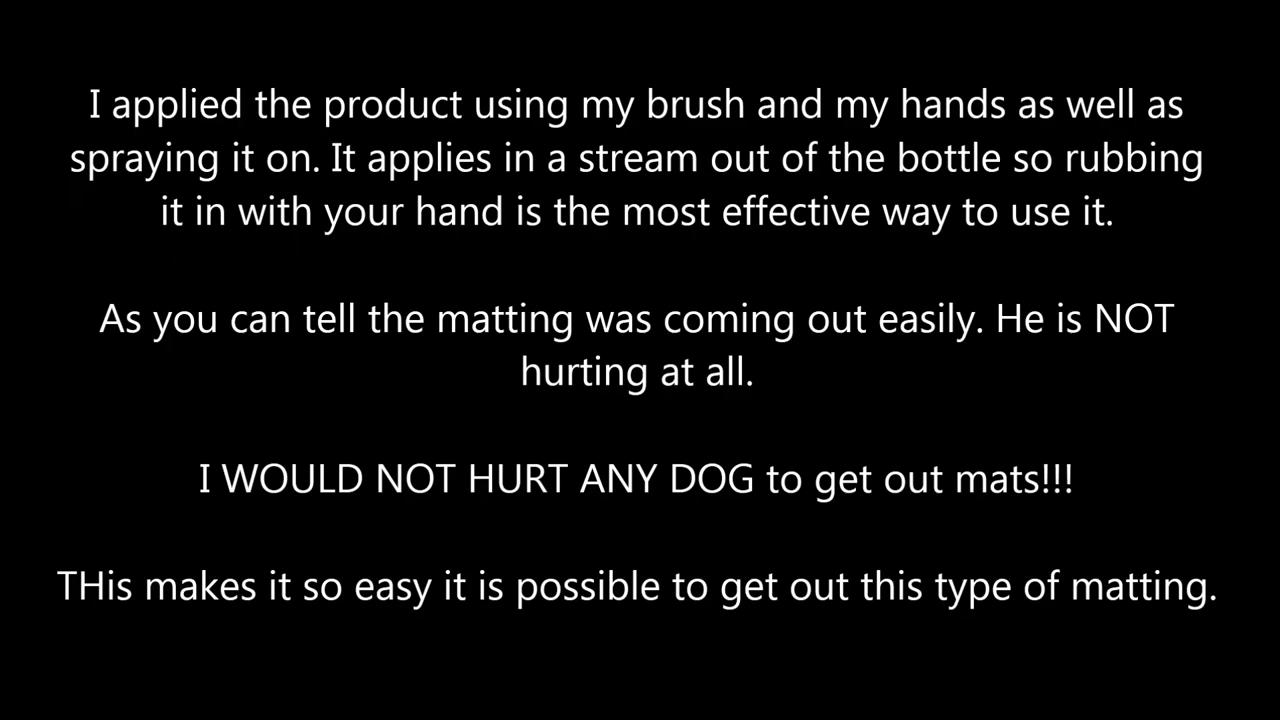 I applied the product using my brush and my hands as well as
spraying it on. It applies in a stream out of the bottle so rubbing
it in with your hand is the most effective way to use it.
As you can tell the matting was coming out easily. He is NOT
hurting at all.
I WOULD NOT HURT ANY DOG to get out mats!!!
THis makes it so easy it is possible to get out this type of matting.